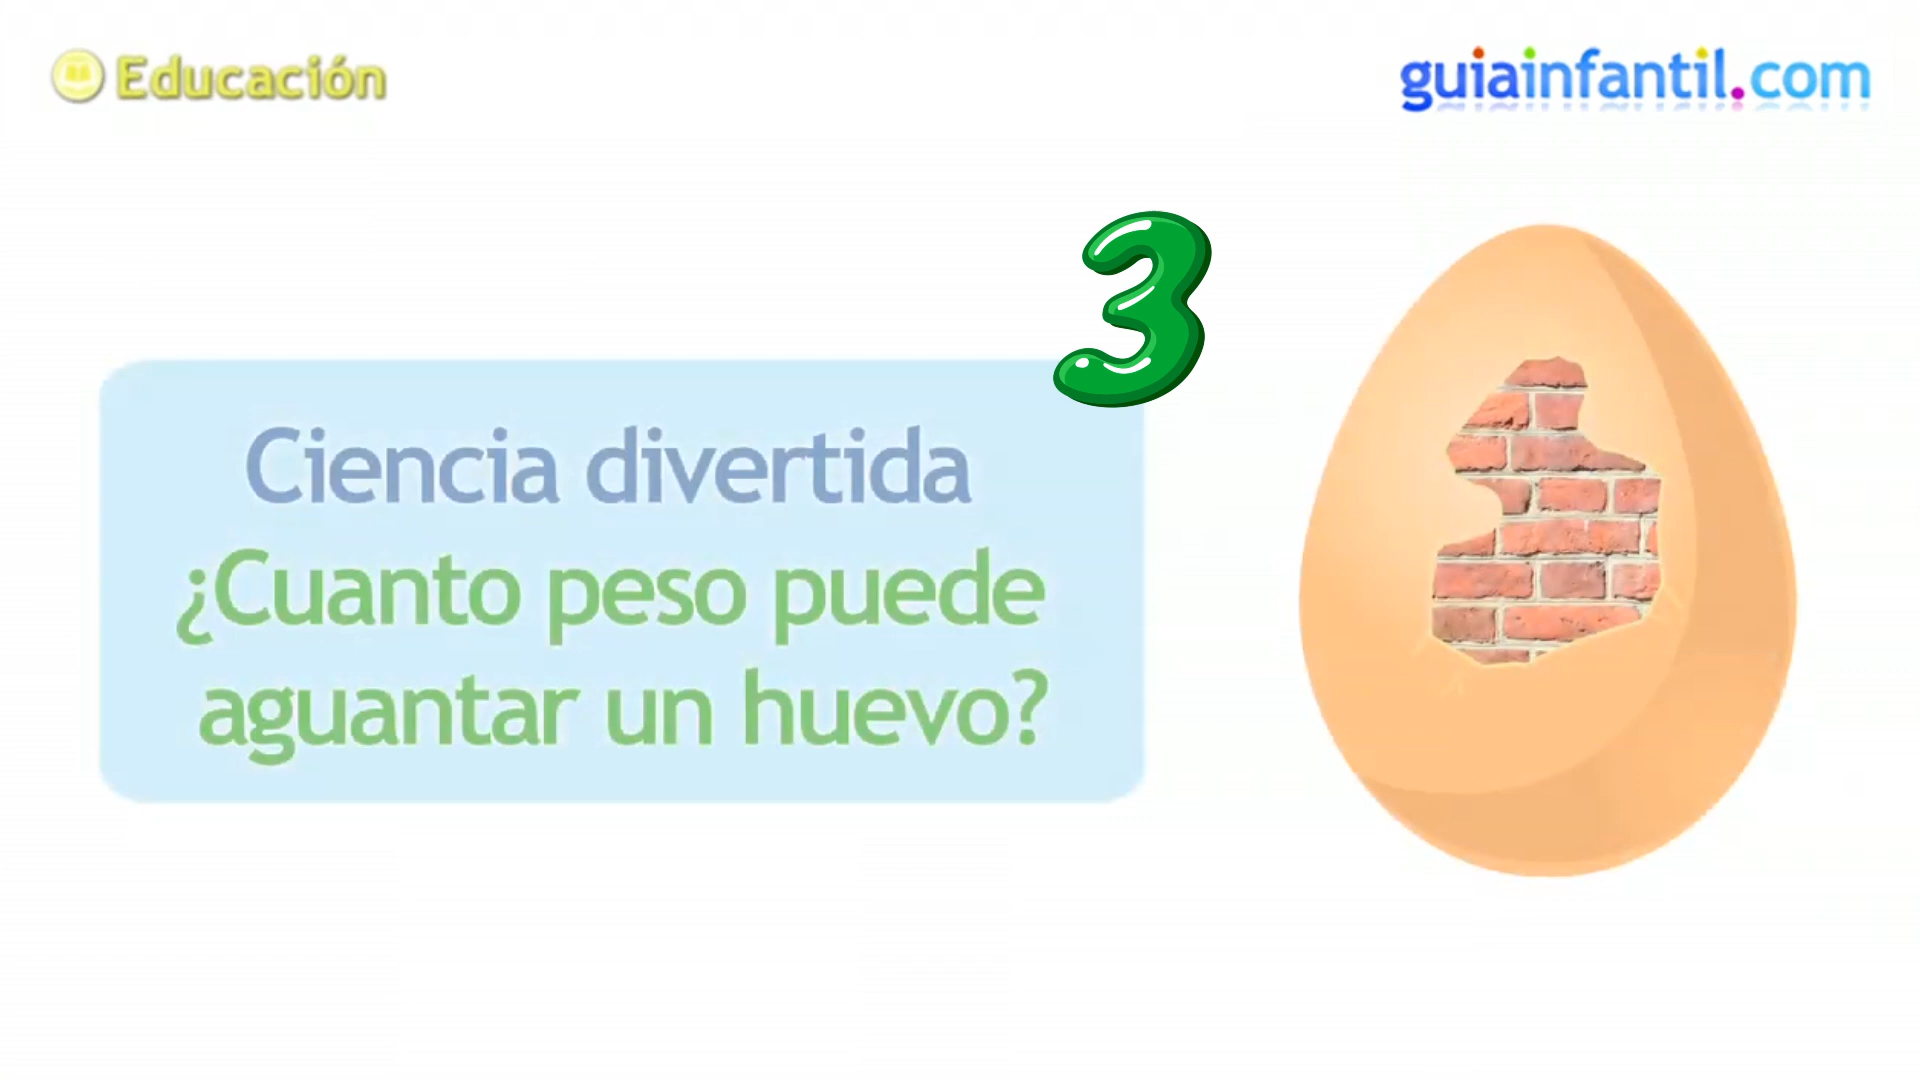 Educación
guiainfantil.com
3
Ciencia divertida
¿Cuanto peso puede
aguantar un huevo?